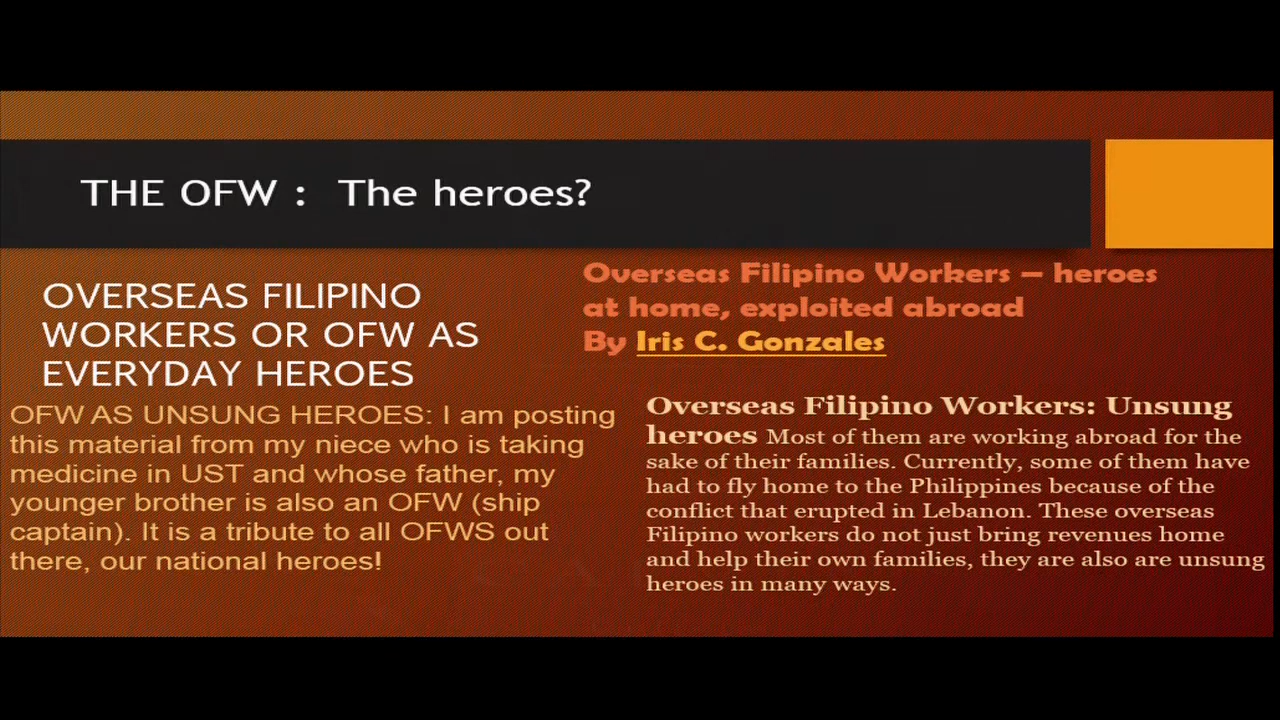 THE OFW :  The heroes?
OVERSEAS FILIPINO
WORKERS OR OFW AS
EVERYDAY HEROES
OFW AS UNSUNG HEROES: I am posting
this material from my niece who is taking
medicine in UST and whose father, my
younger brother is also an OFW (ship
captain). It is a tribute to all OFWS out
there, our national heroes!
Overseas Filipino Workers – heroes
at home, exploited abroad
By Iris C. Gonzales
Overseas Filipino Workers: Unsung
heroes Most of them are working abroad for the
sake of their families. Currently, some of them have
had to fly home to the Philippines because of the
conflict that erupted in Lebanon. These overseas
Filipino workers do not just bring revenues home
and help their own families, they are also are unsung
heroes in many ways.